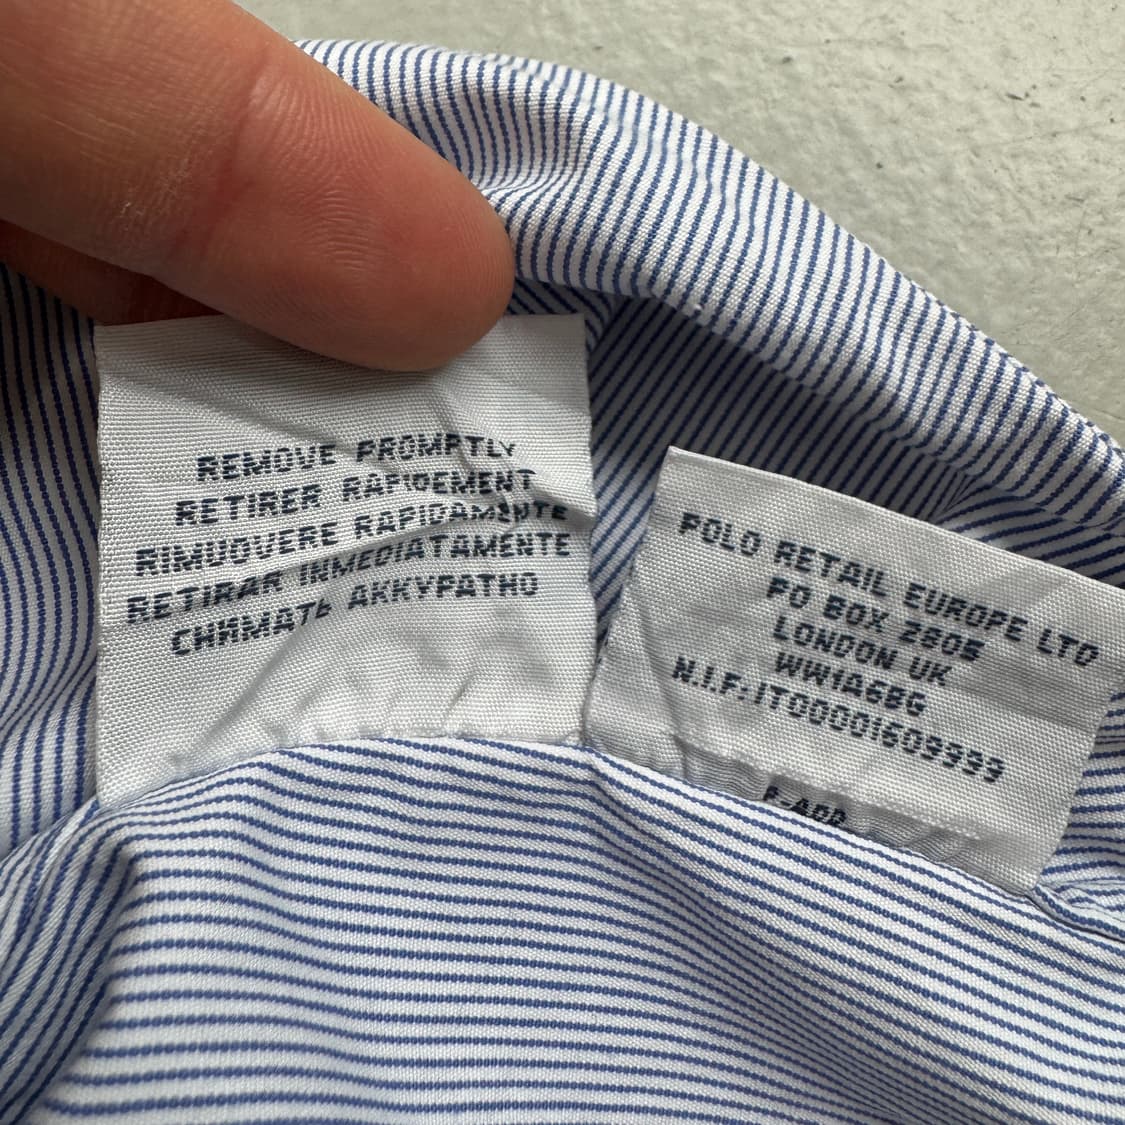 REMOVE PROMPTLY
RETIRER RAPIDEMENT
RIMUOVERE RAPIDAMENTE
RETIRAR INMEDIATAMENTE
СНИМАТЬ АККУРАТНО
POLO RETAIL EUROPE LTD
PO BOX 2805
LONDON UK
WW1A6BG
N.I.F:IT00001609999